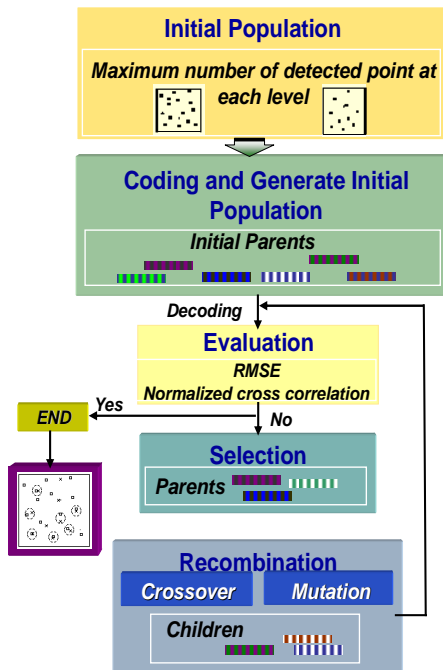 Initial Population
Maximum number of detected point at
each level
Coding and Generate Initial
Population
Initial Parents
Decoding
Evaluation
RMSE
Normalized cross correlation
Yes
END
No
Selection
Parents
Recombination
Crossover
Mutation
Children